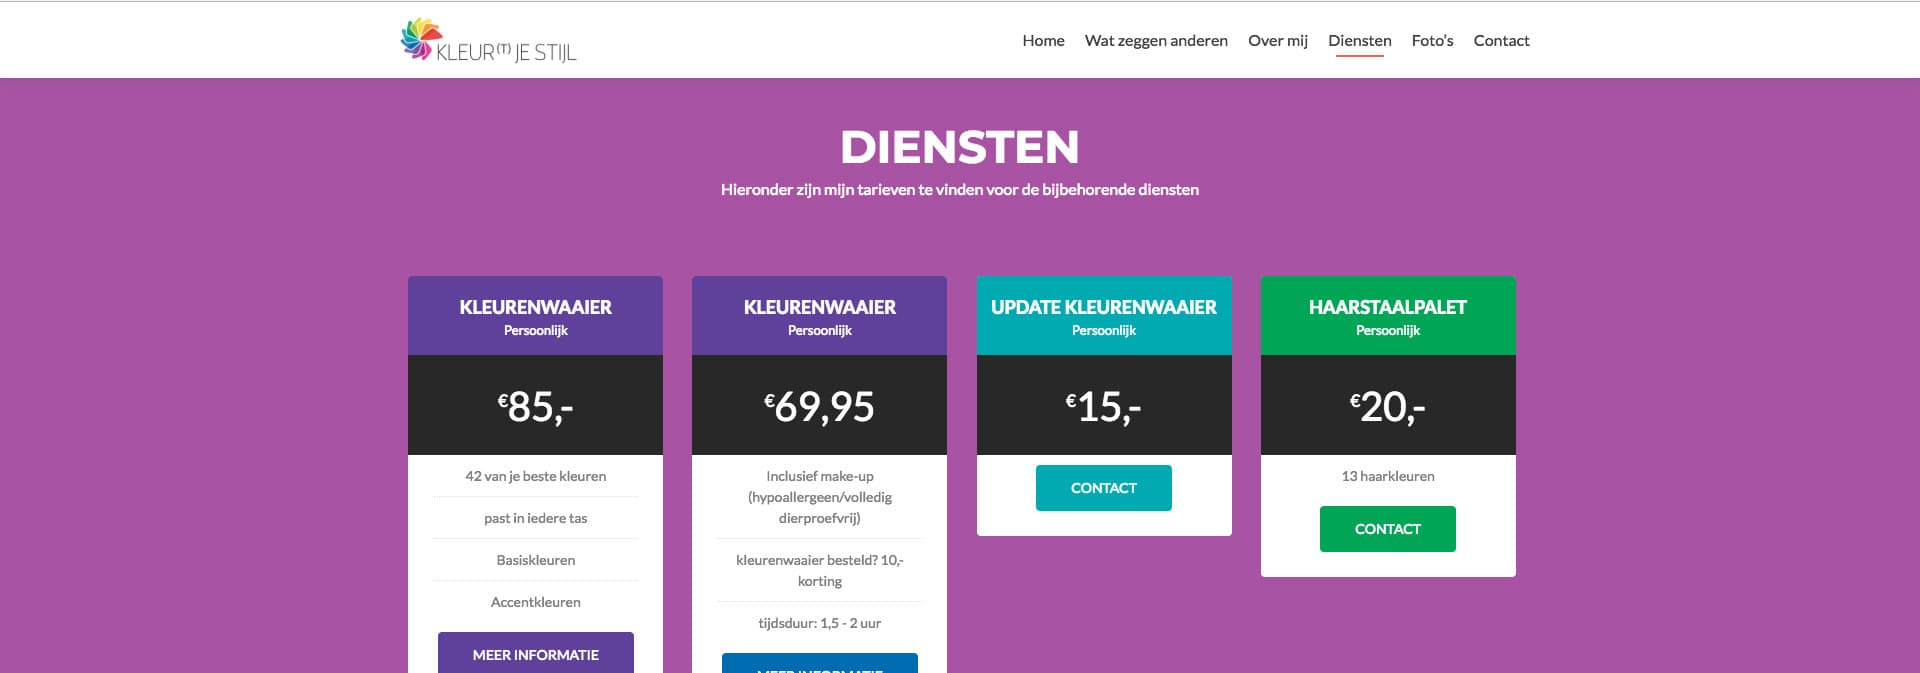 KLEUR(T) JE STIJL
Home Wat zeggen anderen Over mij Diensten Foto's Contact
DIENSTEN
Hieronder zijn mijn tarieven te vinden voor de bijbehorende diensten
KLEURENWAAIER
Persoonlijk
€85,-
42 van je beste kleuren
past in iedere tas
Basiskleuren
Accentkleuren
MEER INFORMATIE
KLEURENWAAIER
Persoonlijk
€69,95
Inclusief make-up
(hypoallergeen/volledig
dierproefvrij)
kleurenwaaier besteld? 10,-
korting
tijdsduur: 1,5 - 2 uur
MEER INFORMATIE
UPDATE KLEURENWAAIER
Persoonlijk
€15,-
CONTACT
HAARSTAALPALET
Persoonlijk
€20,-
13 haarkleuren
CONTACT